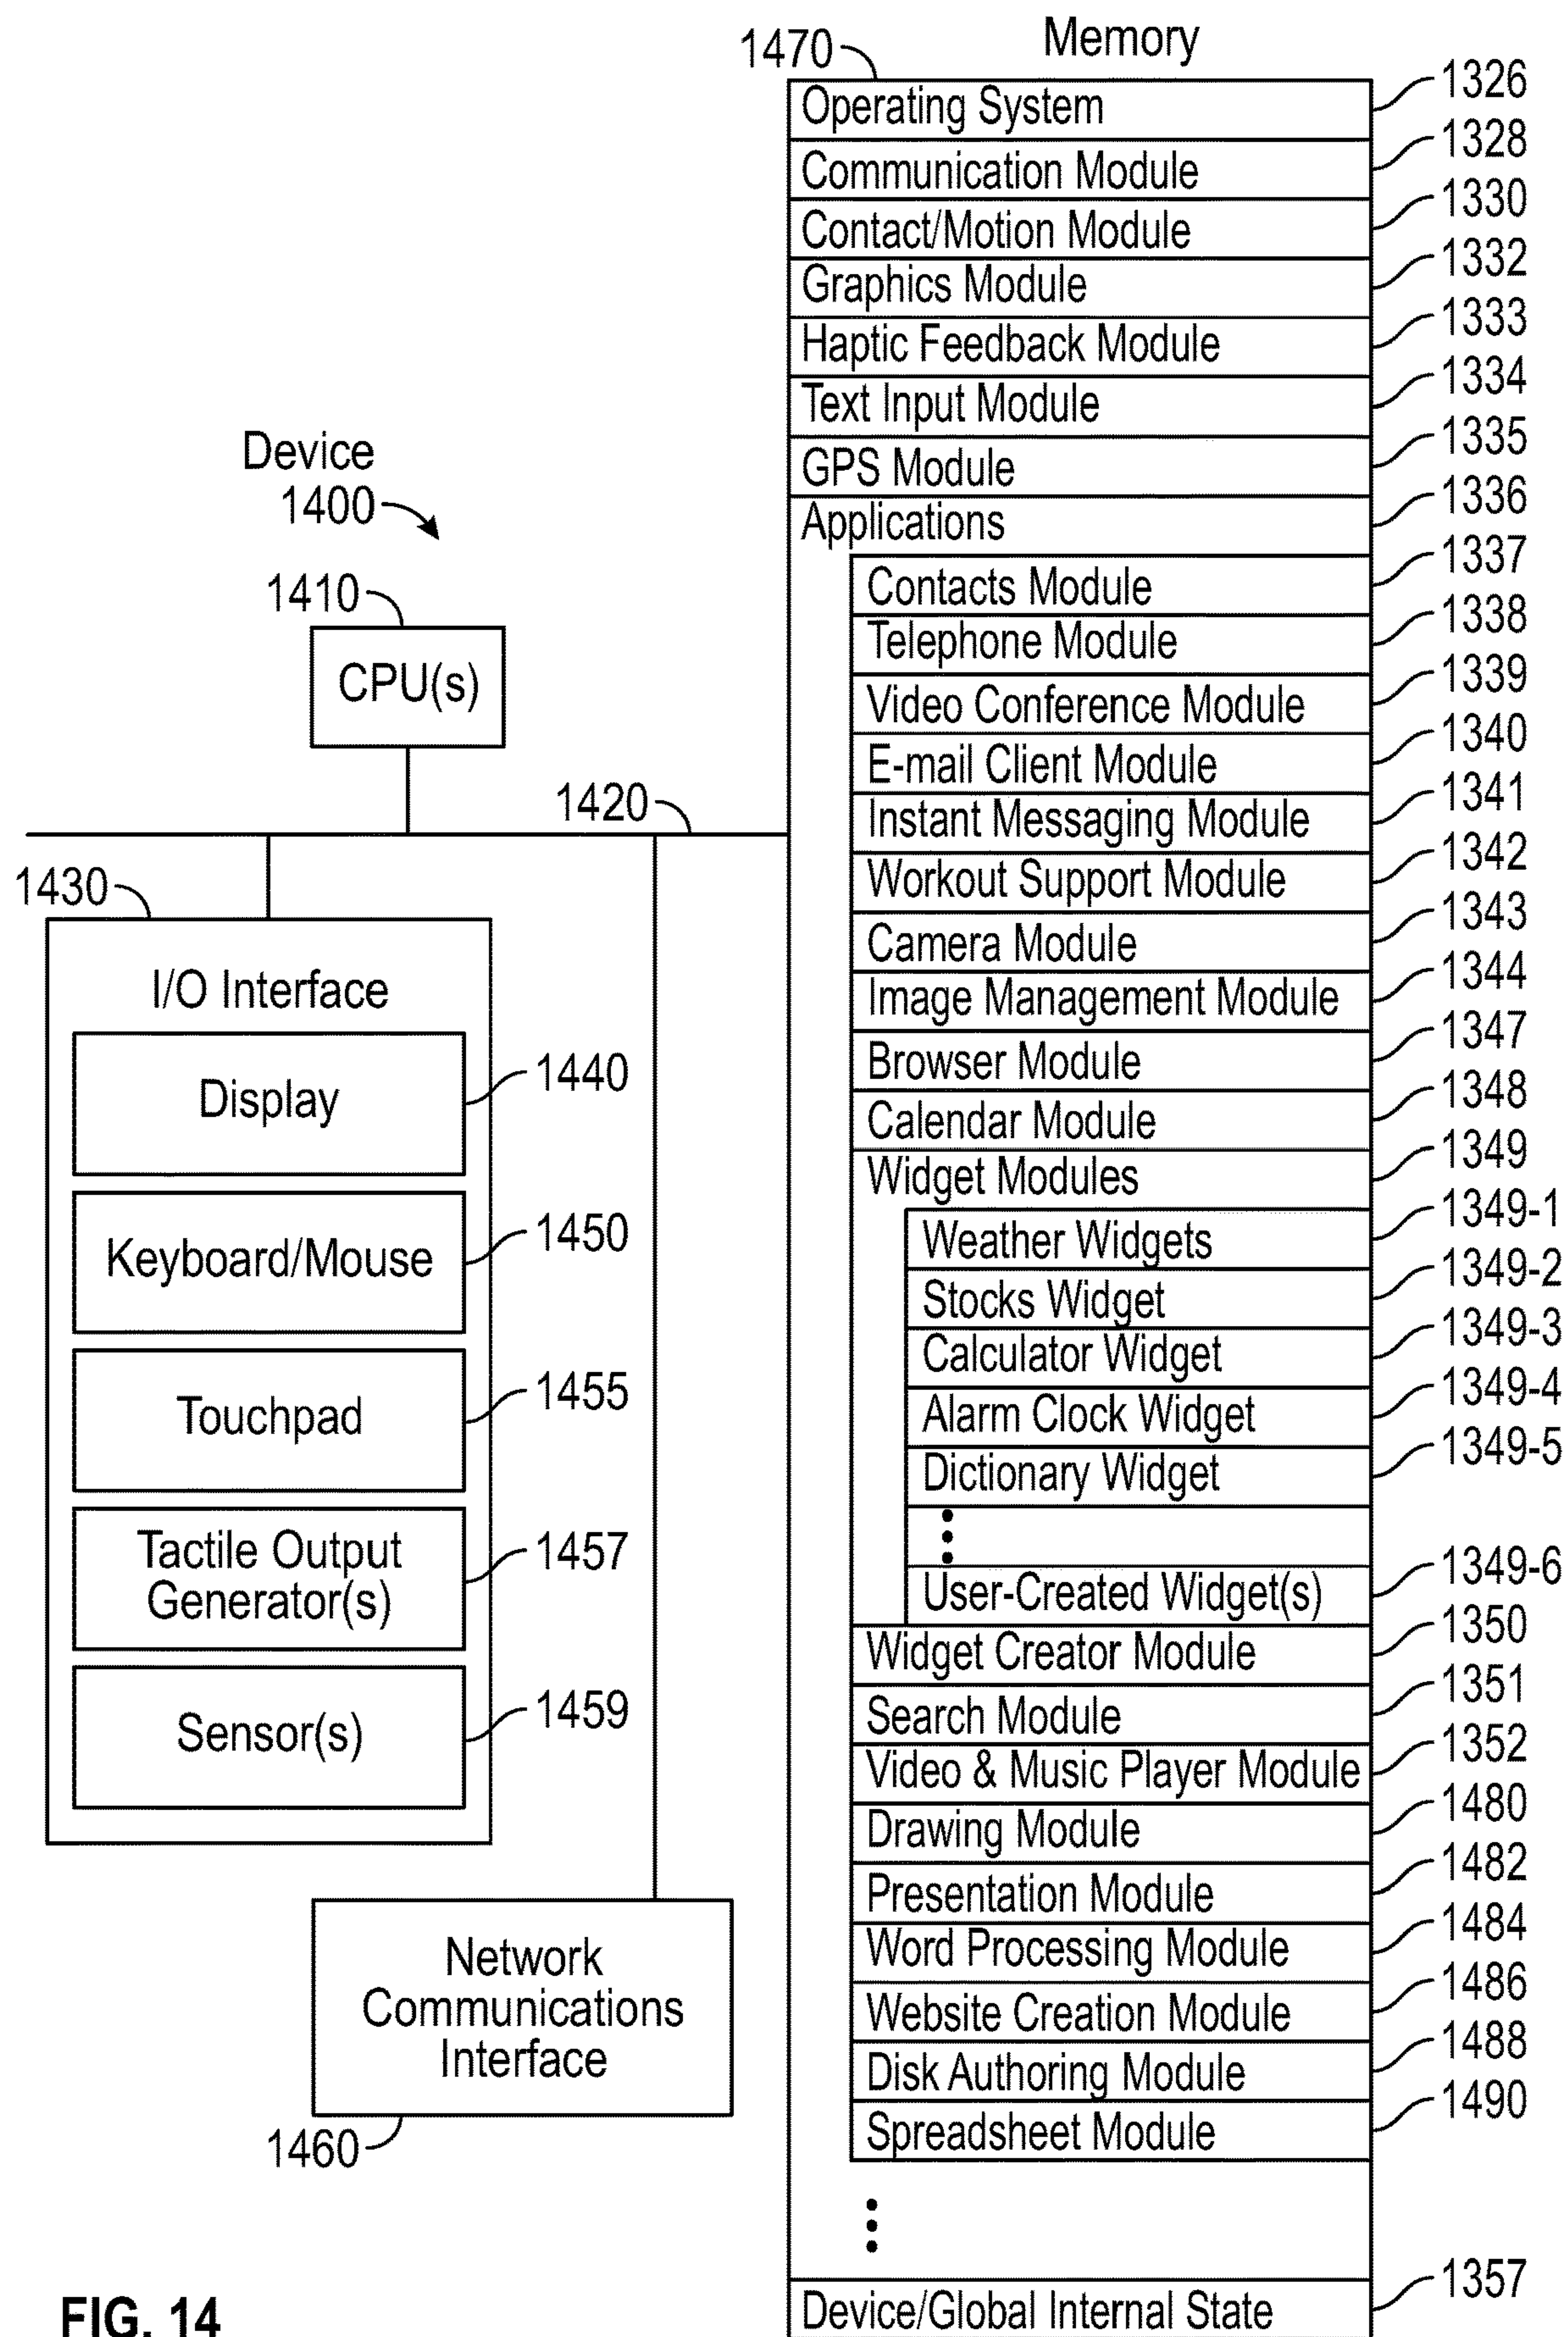 Memory
1470
Operating System 1326
Communication Module 1328
Contact/Motion Module 1330
Graphics Module 1332
Haptic Feedback Module 1333
Text Input Module 1334
GPS Module 1335
Applications 1336
Contacts Module 1337
Telephone Module 1338
Video Conference Module 1339
E-mail Client Module 1340
Instant Messaging Module 1341
Workout Support Module 1342
Camera Module 1343
Image Management Module 1344
Browser Module 1347
Calendar Module 1348
Widget Modules 1349
Weather Widgets 1349-1
Stocks Widget 1349-2
Calculator Widget 1349-3
Alarm Clock Widget 1349-4
Dictionary Widget 1349-5
User-Created Widget(s) 1349-6
Widget Creator Module 1350
Search Module 1351
Video & Music Player Module 1352
Drawing Module 1480
Presentation Module 1482
Word Processing Module 1484
Website Creation Module 1486
Disk Authoring Module 1488
Spreadsheet Module 1490
Device/Global Internal State 1357
Device
1400
1410
CPU(s)
1420
1430
I/O Interface
Display 1440
Keyboard/Mouse 1450
Touchpad 1455
Tactile Output 1457
Generator(s)
Sensor(s) 1459
Network
Communications
Interface
1460
FIG. 14